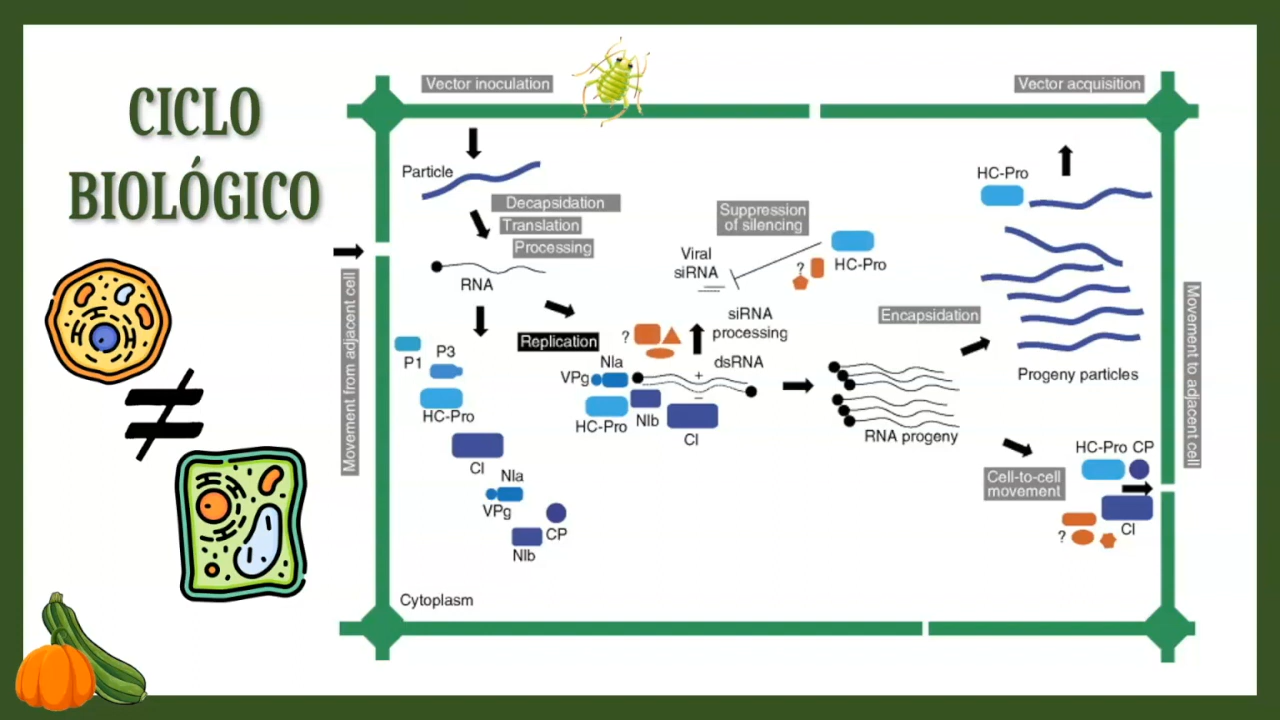 CICLO
BIOLÓGICO
Vector inoculation
Vector acquisition
Particle
Decapsidation
Translation
Processing
RNA
Movement from adjacent cell
Suppression
of silencing
Viral
siRNA
?
HC-Pro
HC-Pro
siRNA
processing
Encapsidation
Replication
?
dsRNA
P1
P3
HC-Pro
CI
NIa
VPg
CP
NIb
NIa
VPg
+
–
HC-Pro
NIb
CI
RNA progeny
Progeny particles
Movement to adjacent cell
Cell-to-cell
movement
HC-Pro CP
CI
?
Cytoplasm